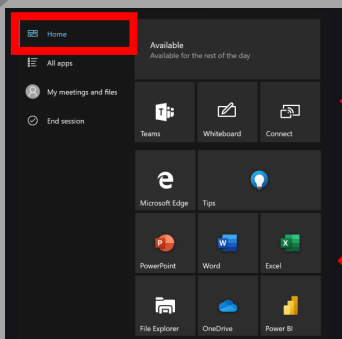 Home
All apps
My meetings and files
End session
Available
Available for the rest of the day
Teams
Whiteboard
Connect
Microsoft Edge
Tips
PowerPoint
Word
Excel
File Explorer
OneDrive
Power BI